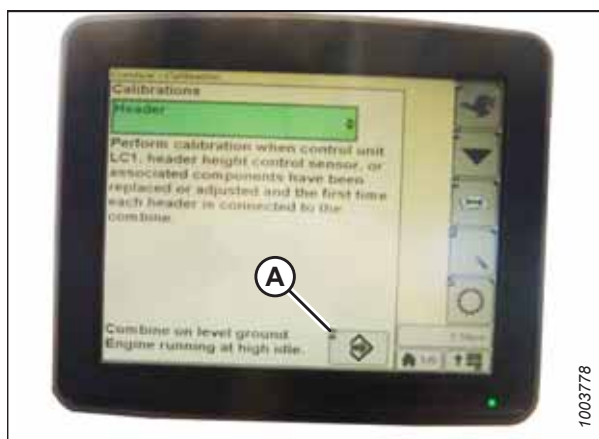 Combine - Calibration
Calibrations
Header
Perform calibration when control unit
LC1, header height control sensor, or
associated components have been
replaced or adjusted and the first time
each header is connected to the
combine.
A
Combine on level ground.
Engine running at high idle.
1003778